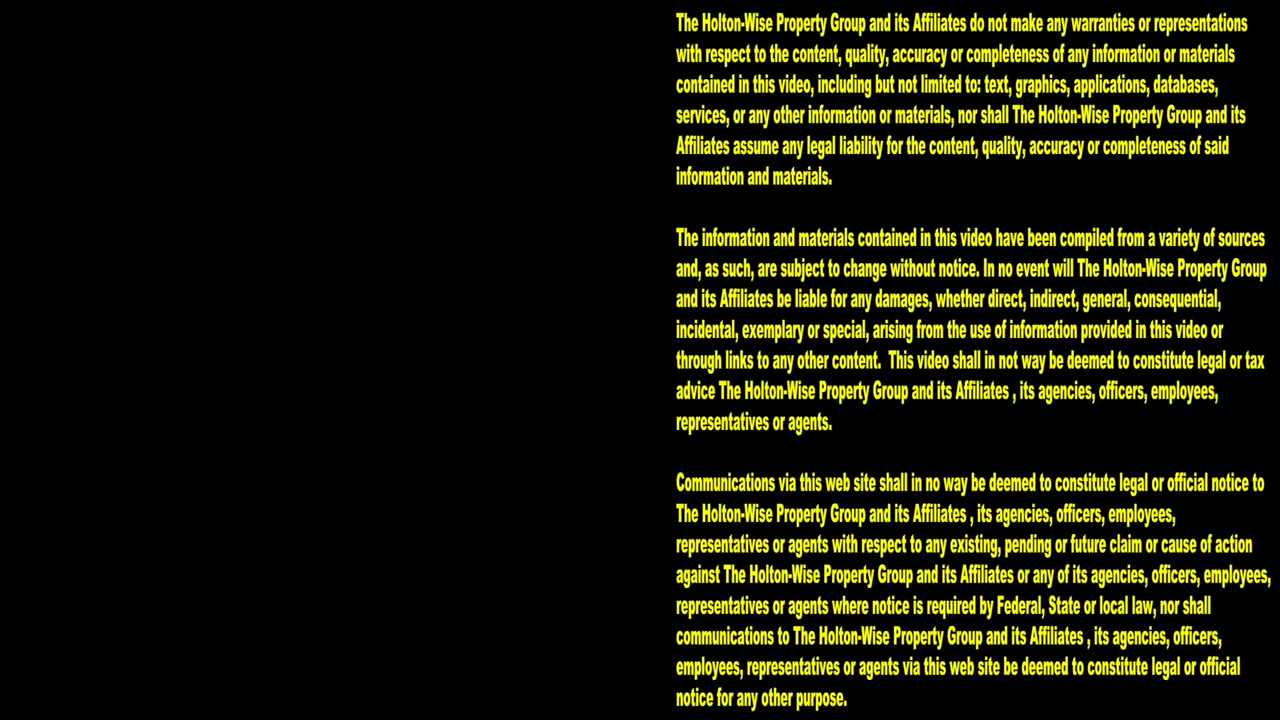 The Holton-Wise Property Group and its Affiliates do not make any warranties or representations
with respect to the content, quality, accuracy or completeness of any information or materials
contained in this video, including but not limited to: text, graphics, applications, databases,
services, or any other information or materials, nor shall The Holton-Wise Property Group and its
Affiliates assume any legal liability for the content, quality, accuracy or completeness of said
information and materials.
The information and materials contained in this video have been compiled from a variety of sources
and, as such, are subject to change without notice. In no event will The Holton-Wise Property Group
and its Affiliates be liable for any damages, whether direct, indirect, general, consequential,
incidental, exemplary or special, arising from the use of information provided in this video or
through links to any other content.  This video shall in not way be deemed to constitute legal or tax
advice The Holton-Wise Property Group and its Affiliates , its agencies, officers, employees,
representatives or agents.
Communications via this web site shall in no way be deemed to constitute legal or official notice to
The Holton-Wise Property Group and its Affiliates , its agencies, officers, employees,
representatives or agents with respect to any existing, pending or future claim or cause of action
against The Holton-Wise Property Group and its Affiliates or any of its agencies, officers, employees,
representatives or agents where notice is required by Federal, State or local law, nor shall
communications to The Holton-Wise Property Group and its Affiliates , its agencies, officers,
employees, representatives or agents via this web site be deemed to constitute legal or official
notice for any other purpose.